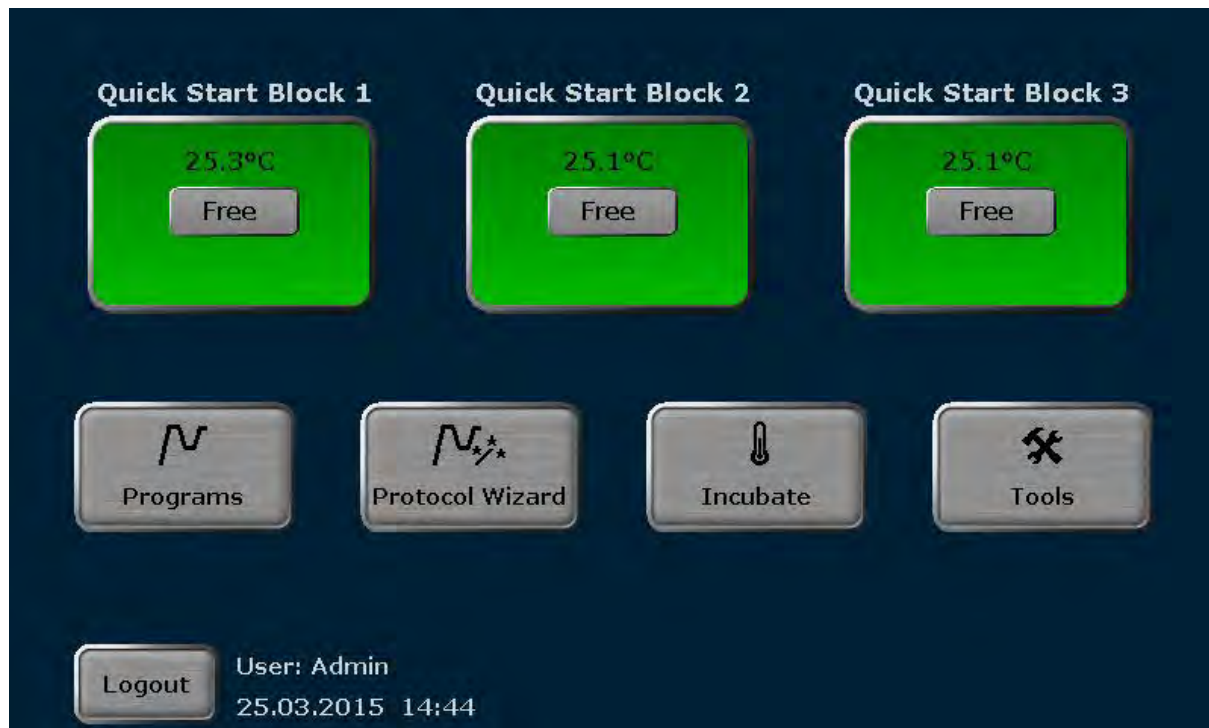 Quick Start Block 1
Quick Start Block 2
Quick Start Block 3
25.3°C
25.1°C
25.1°C
Free
Free
Free
Programs
Protocol Wizard
Incubate
Tools
Logout
User: Admin
25.03.2015 14:44